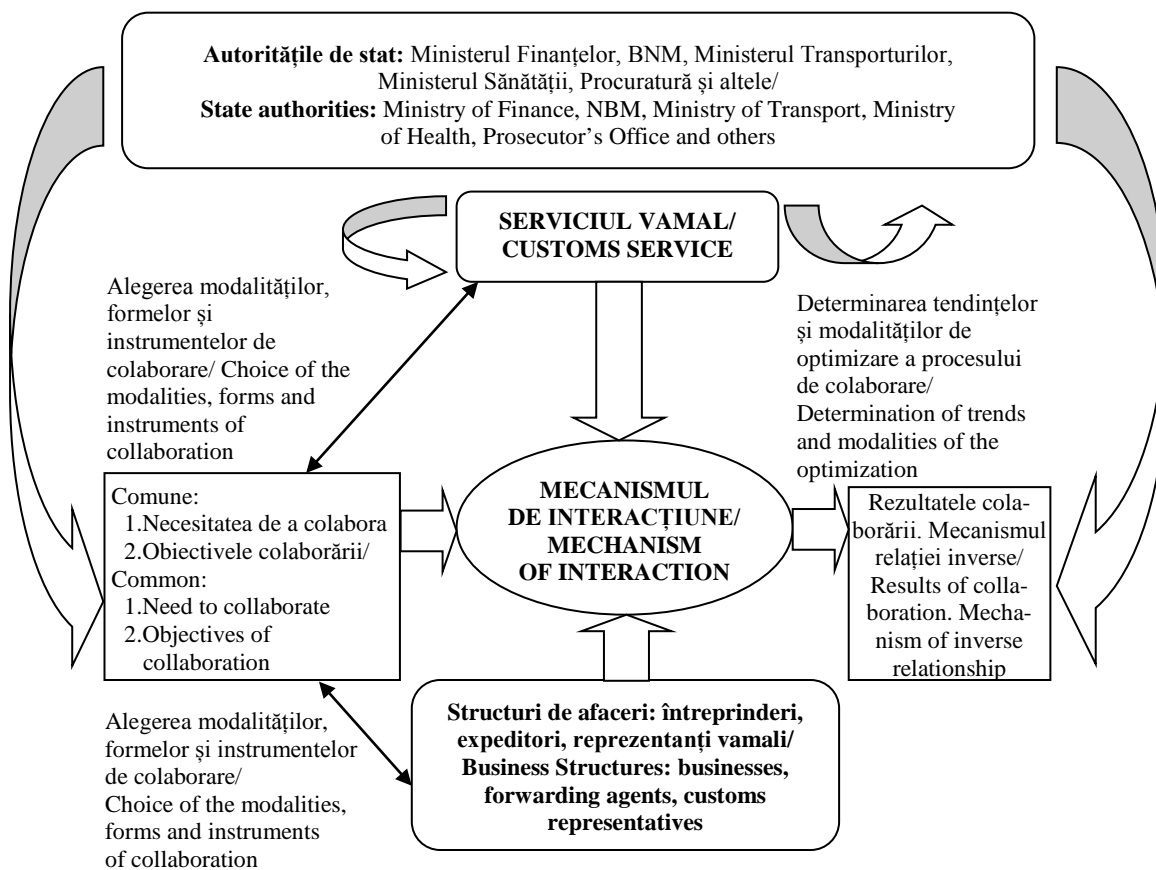 Autoritățile de stat: Ministerul Finanțelor, BNM, Ministerul Transporturilor,
Ministerul Sănătății, Procuratură și altele/
State authorities: Ministry of Finance, NBM, Ministry of Transport, Ministry
of Health, Prosecutor’s Office and others
SERVICIUL VAMAL/
CUSTOMS SERVICE
Alegerea modalităților,
formelor și
instrumentelor de
colaborare/ Choice of the
modalities, forms and
instruments of
collaboration
Determinarea tendințelor
și modalităților de
optimizare a procesului
de colaborare/
Determination of trends
and modalities of the
optimization
Comune:
1.Necesitatea de a colabora
2.Obiectivele colaborării/
Common:
1.Need to collaborate
2.Objectives of
collaboration
MECANISMUL
DE INTERACȚIUNE/
MECHANISM
OF INTERACTION
Rezultatele cola-
borării. Mecanismul
relației inverse/
Results of colla-
boration. Mecha-
nism of inverse
relationship
Alegerea modalităților,
formelor și instrumentelor
de colaborare/
Choice of the modalities,
forms and instruments
of collaboration
Structuri de afaceri: întreprinderi,
expeditori, reprezentanți vamali/
Business Structures: businesses,
forwarding agents, customs
representatives